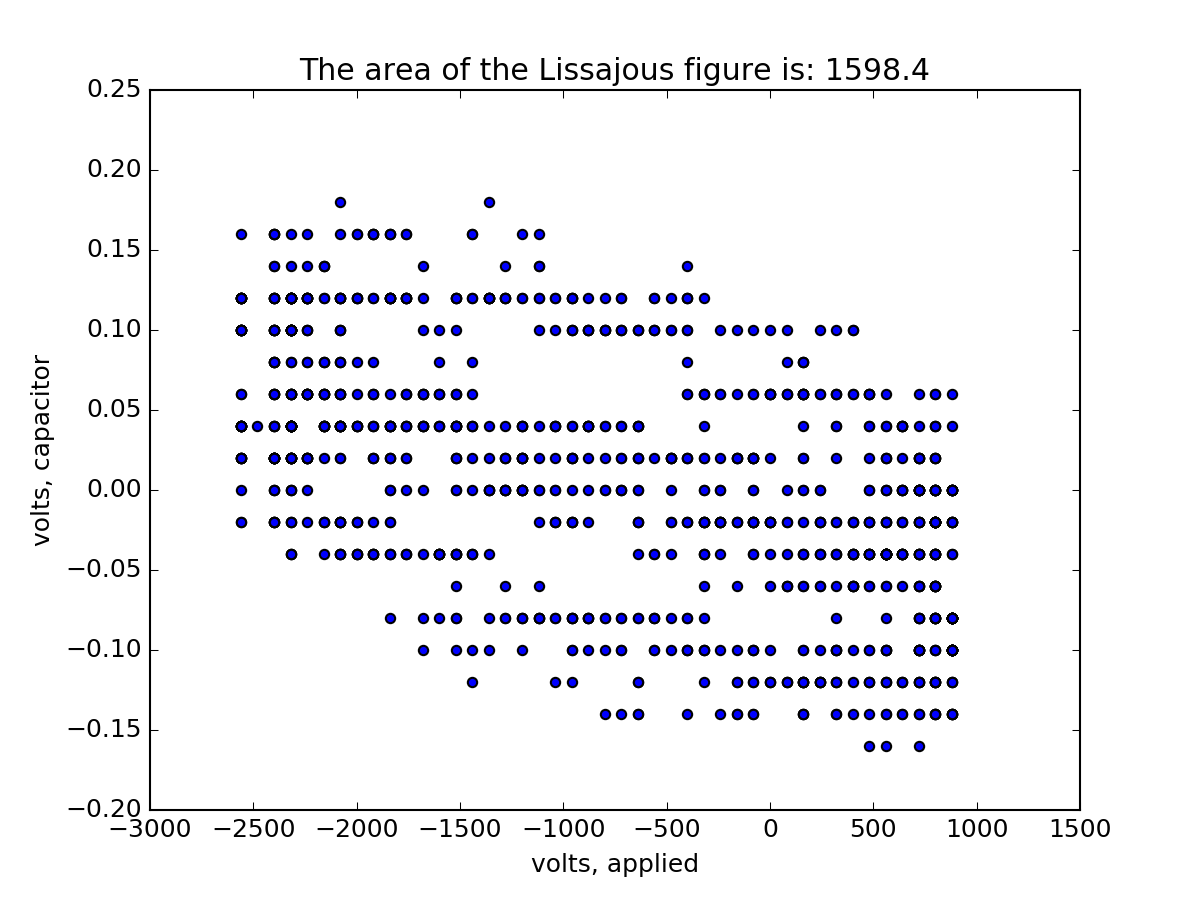 The area of the Lissajous figure is: 1598.4
0.25
0.20
0.15
0.10
0.05
0.00
−0.05
−0.10
−0.15
−0.20
volts, capacitor
−3000 −2500 −2000 −1500 −1000 −500 0 500 1000 1500
volts, applied